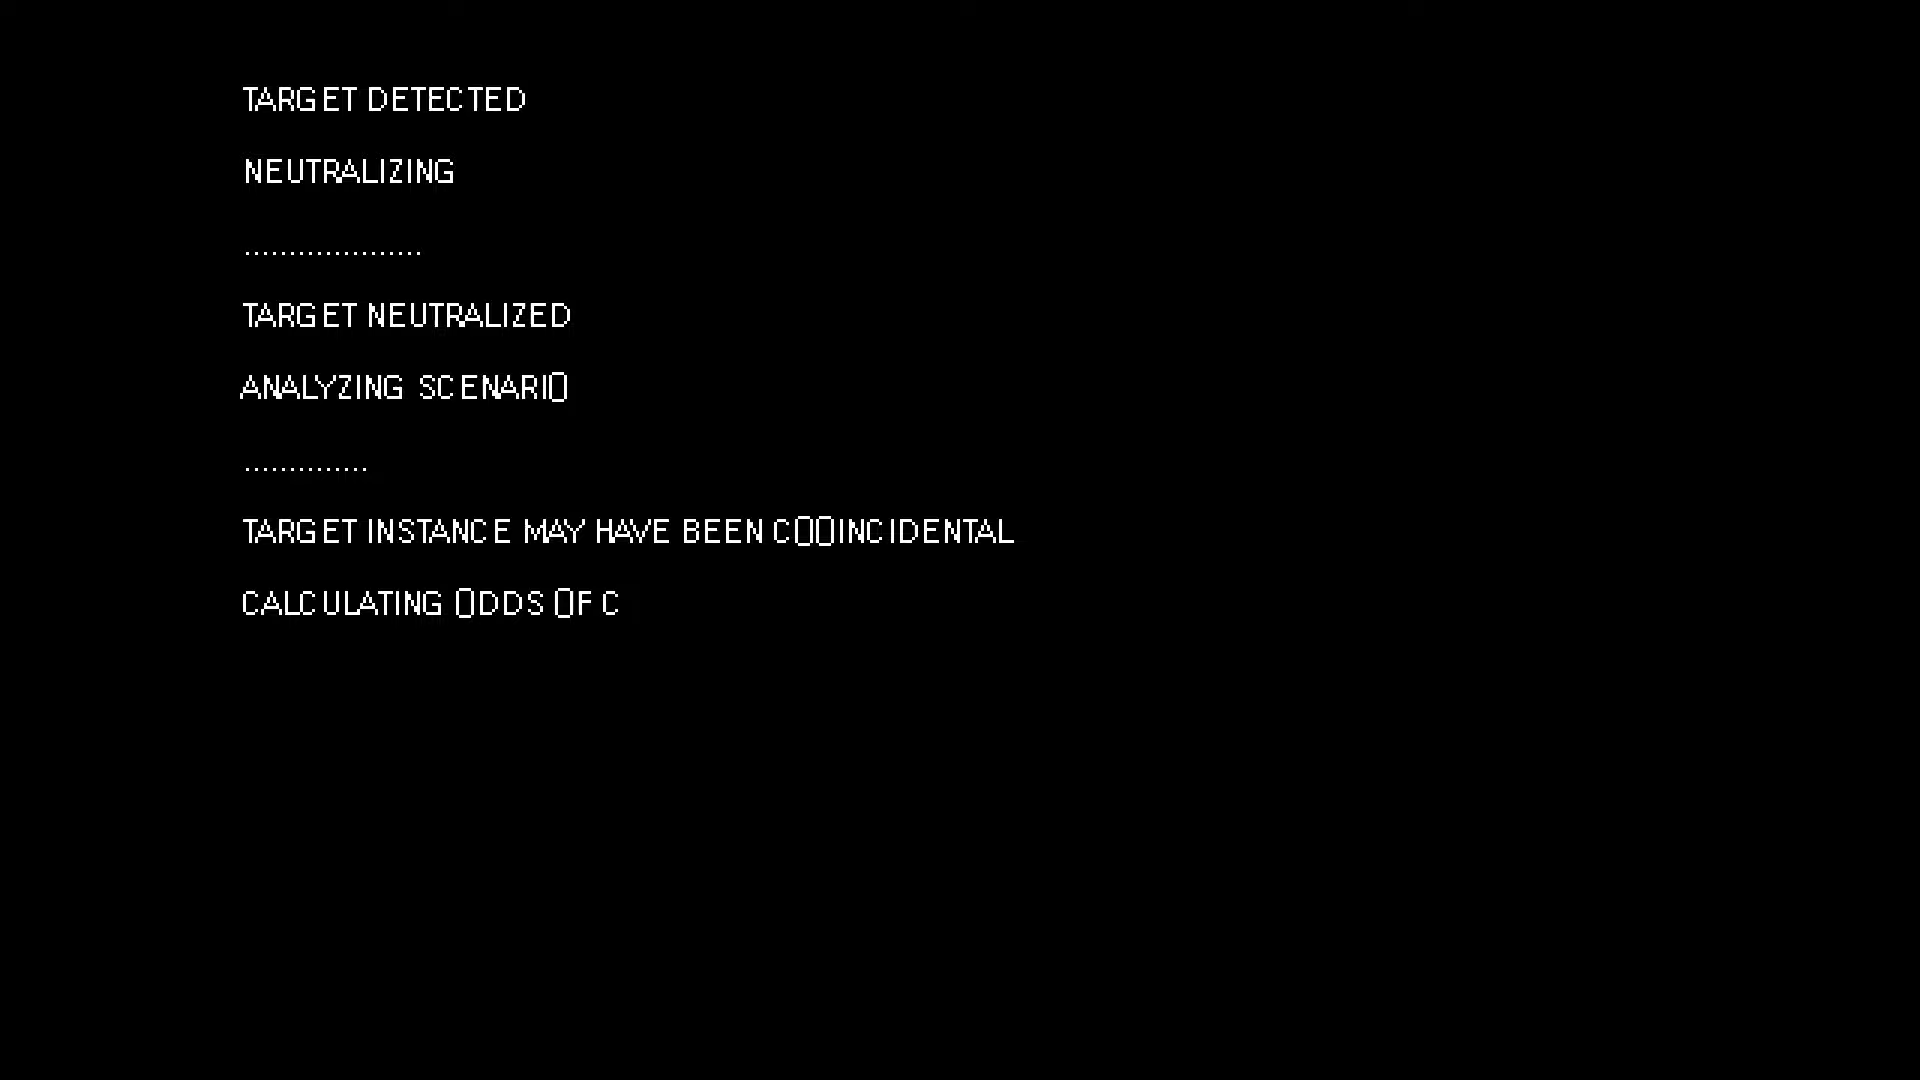 TARGET DETECTED
NEUTRALIZING
....................
TARGET NEUTRALIZED
ANALYZING SCENARIO
..............
TARGET INSTANCE MAY HAVE BEEN COOINCIDENTAL
CALCULATING ODDS OF C